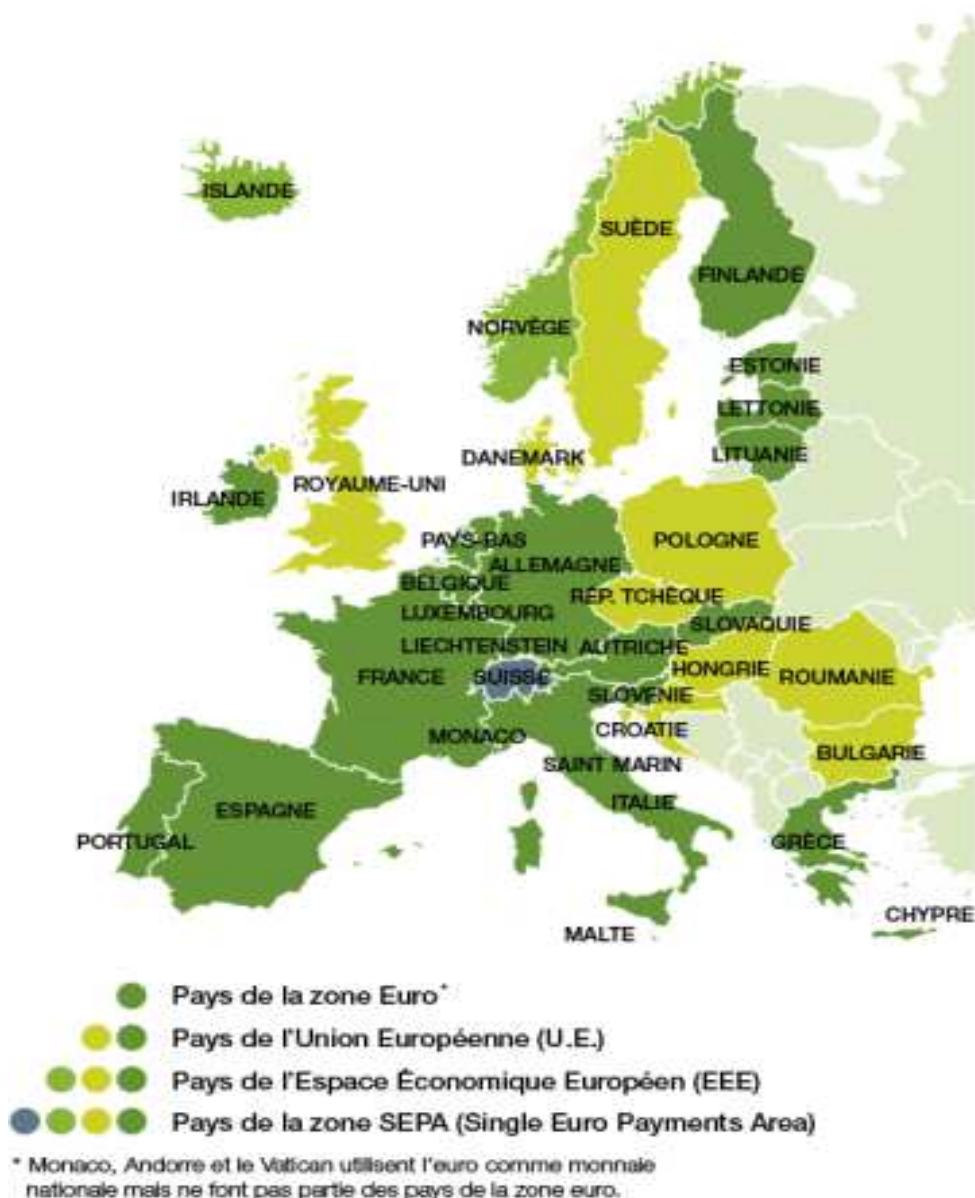 ISLANDE
SUÈDE
FINLANDE
NORVÈGE
ESTONIE
LETTONIE
LITUANIE
DANEMARK
ROYAUME-UNI
IRLANDE
PAYS-BAS
POLOGNE
ALLEMAGNE
BELGIQUE
RÉP. TCHÈQUE
LUXEMBOURG
SLOVAQUIE
LIECHTENSTEIN
AUTRICHE
FRANCE
SUISSE
HONGRIE
ROUMANIE
SLOVÉNIE
CROATIE
MONACO
BULGARIE
SAINT MARIN
ITALIE
ESPAGNE
PORTUGAL
GRÈCE
CHYPRE
MALTE
Pays de la zone Euro*
Pays de l'Union Européenne (U.E.)
Pays de l'Espace Économique Européen (EEE)
Pays de la zone SEPA (Single Euro Payments Area)
* Monaco, Andorre et le Vatican utilisent l'euro comme monnaie
nationale mais ne font pas partie des pays de la zone euro.